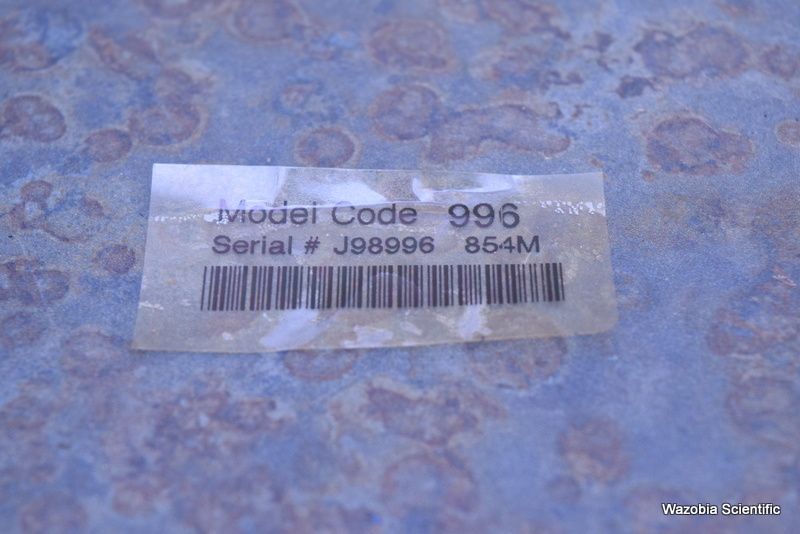 Model Code 996
Serial # J98996 854M
Wazobia Scientific